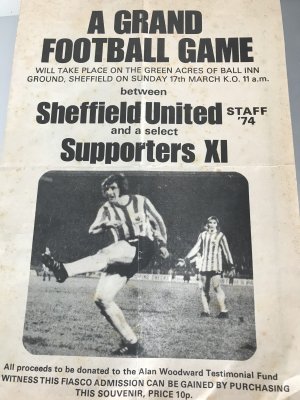 A GRAND
FOOTBALL GAME
WILL TAKE PLACE ON THE GREEN ACRES OF BALL INN
GROUND, SHEFFIELD ON SUNDAY 17th MARCH K.O. 11 a.m.
between
Sheffield United STAFF '74
and a select
Supporters XI
All proceeds to be donated to the Alan Woodward Testimonial Fund
WITNESS THIS FIASCO ADMISSION CAN BE GAINED BY PURCHASING
THIS SOUVENIR, PRICE 10p.